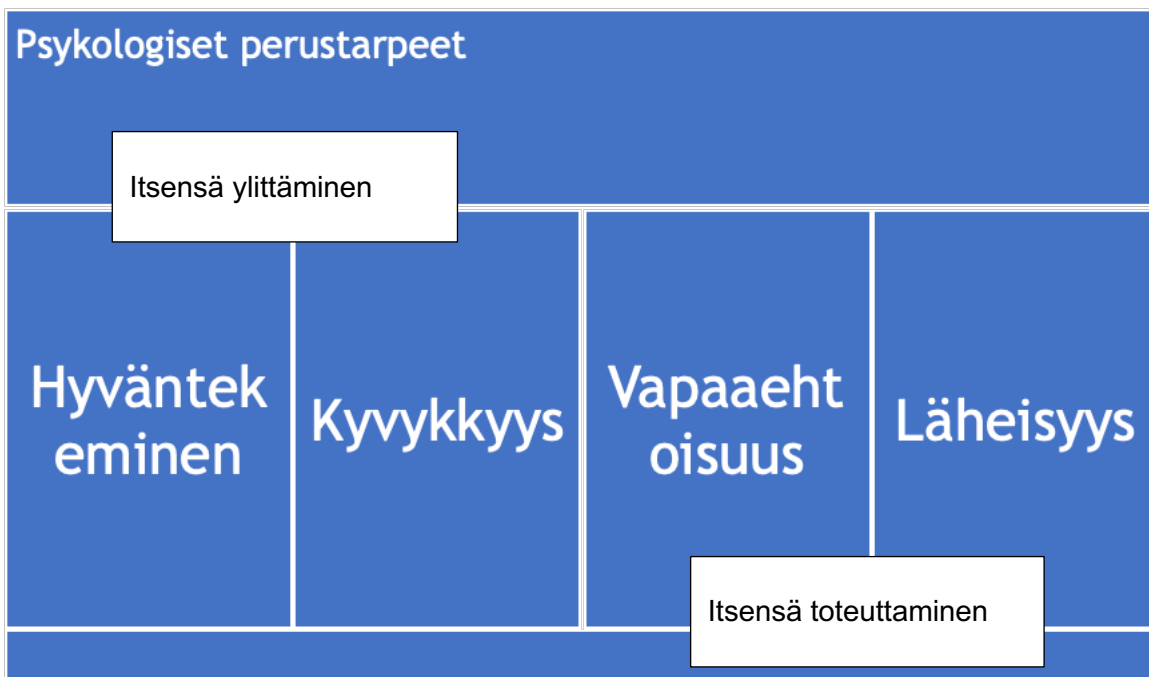 Psykologiset perustarpeet
Itsensä ylittäminen
Hyväntek
eminen
Kyvykkyys
Vapaaeht
oisuus
Läheisyys
Itsensä toteuttaminen